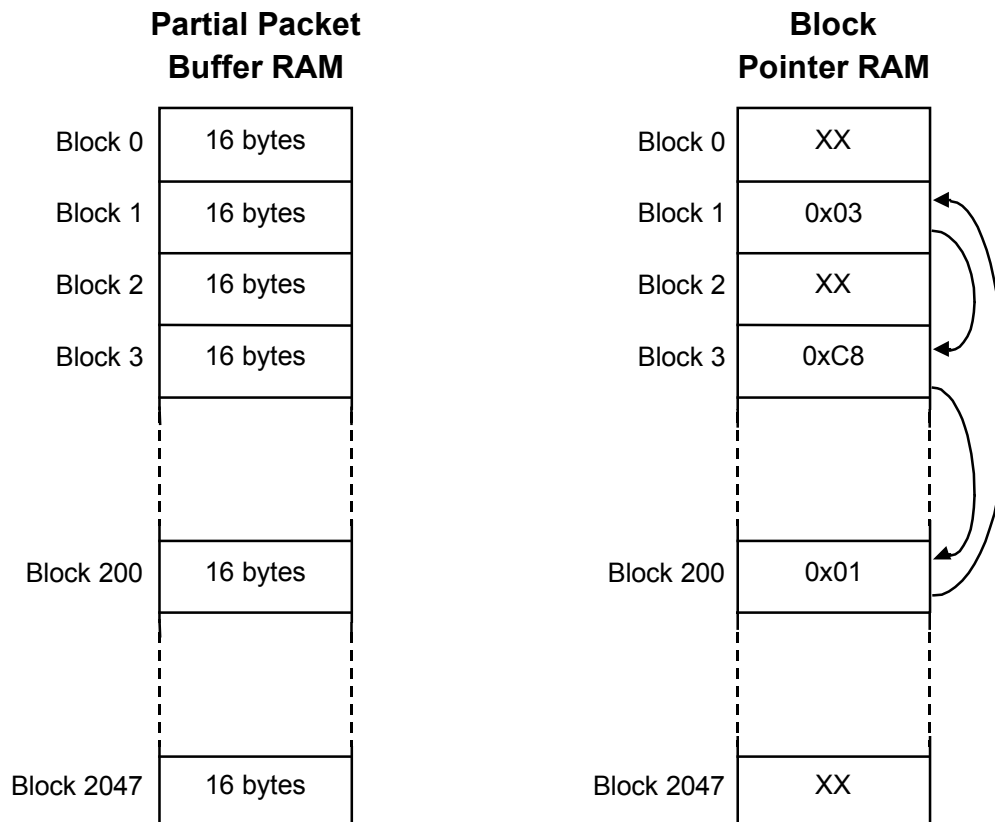 Partial Packet
Buffer RAM
Block 0 16 bytes
Block 1 16 bytes
Block 2 16 bytes
Block 3 16 bytes
Block 200 16 bytes
Block 2047 16 bytes
Block
Pointer RAM
Block 0 XX
Block 1 0x03
Block 2 XX
Block 3 0xC8
Block 200 0x01
Block 2047 XX